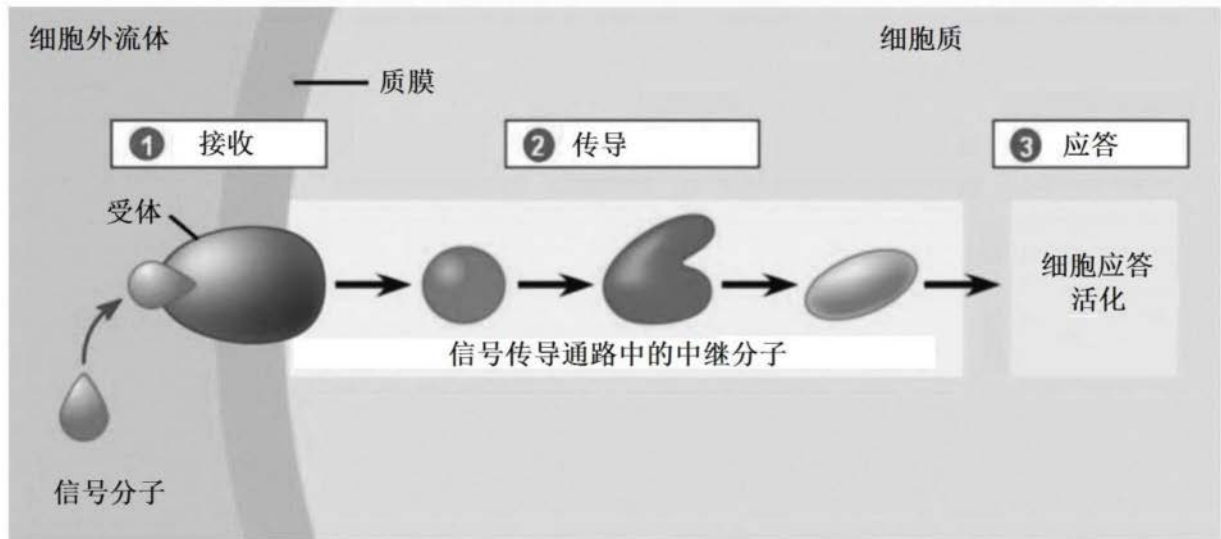 细胞外流体
细胞质
质膜
1 接收
2 传导
3 应答
受体
细胞应答
活化
信号传导通路中的中继分子
信号分子